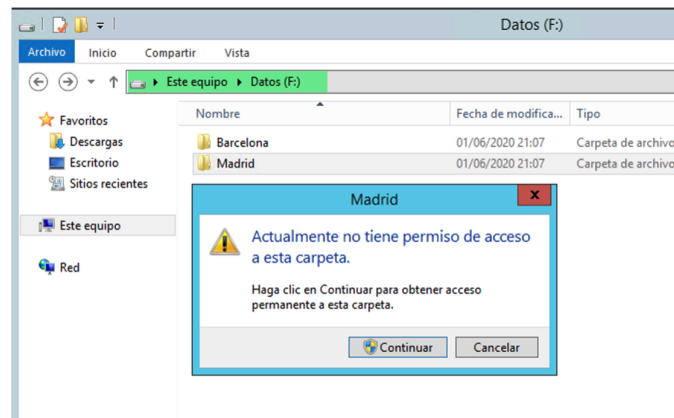 Datos (F:)
Archivo Inicio Compartir Vista
Este equipo Datos (F:)
Nombre Fecha de modifica... Tipo
Favoritos
Descargas
Escritorio
Sitios recientes
Este equipo
Red
Barcelona 01/06/2020 21:07 Carpeta de archivo
Madrid 01/06/2020 21:07 Carpeta de archivo
Madrid
Actualmente no tiene permiso de acceso
a esta carpeta.
Haga clic en Continuar para obtener acceso
permanente a esta carpeta.
Continuar Cancelar